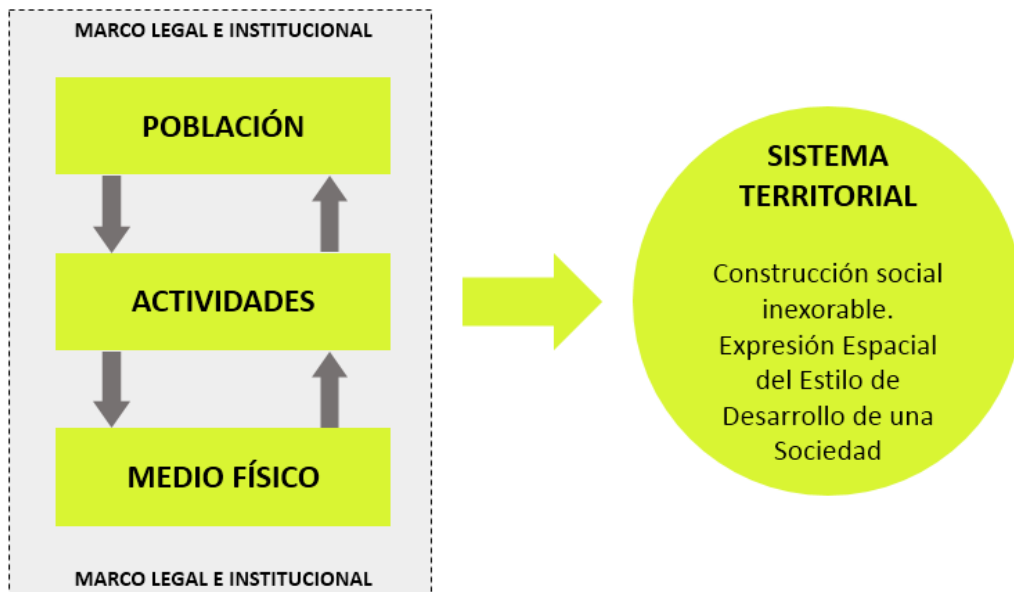 MARCO LEGAL E INSTITUCIONAL
POBLACIÓN
ACTIVIDADES
MEDIO FÍSICO
MARCO LEGAL E INSTITUCIONAL
SISTEMA
TERRITORIAL
Construcción social
inexorable.
Expresión Espacial
del Estilo de
Desarrollo de una
Sociedad